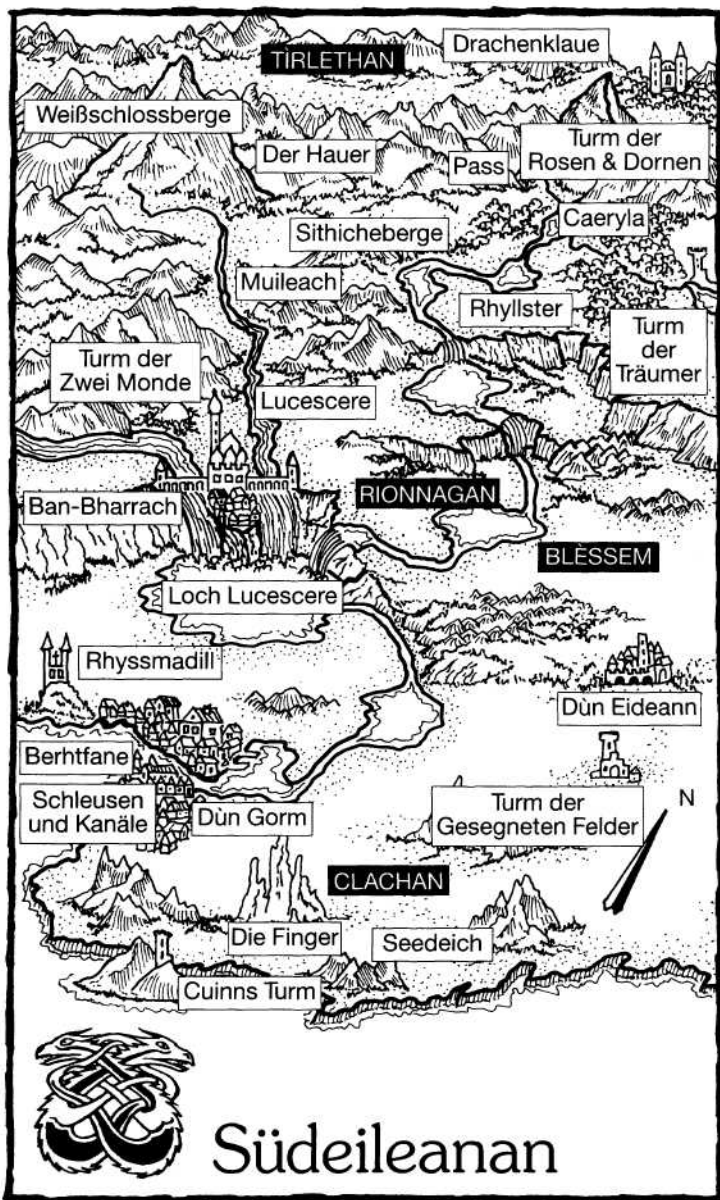 Drachenklaue
TÌRLETHAN
Weißschlossberge
Turm der
Rosen & Dornen
Der Hauer
Pass
Caeryla
Sithicheberge
Muileach
Rhyllster
Turm
der
Träumer
Turm der
Zwei Monde
Lucescere
RIONNAGAN
Ban-Bharrach
BLÈSSEM
Loch Lucescere
Rhyssmadill
Dùn Eideann
Berhtfane
Schleusen
und Kanäle
Dùn Gorm
Turm der
Gesegneten Felder
N
CLACHAN
Die Finger
Seedeich
Cuinns Turm
Südeileanan